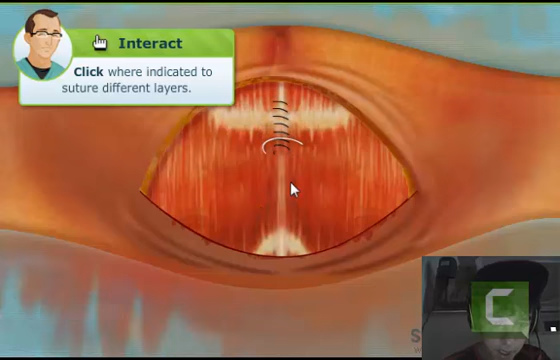 Interact
Click where indicated to
suture different layers.